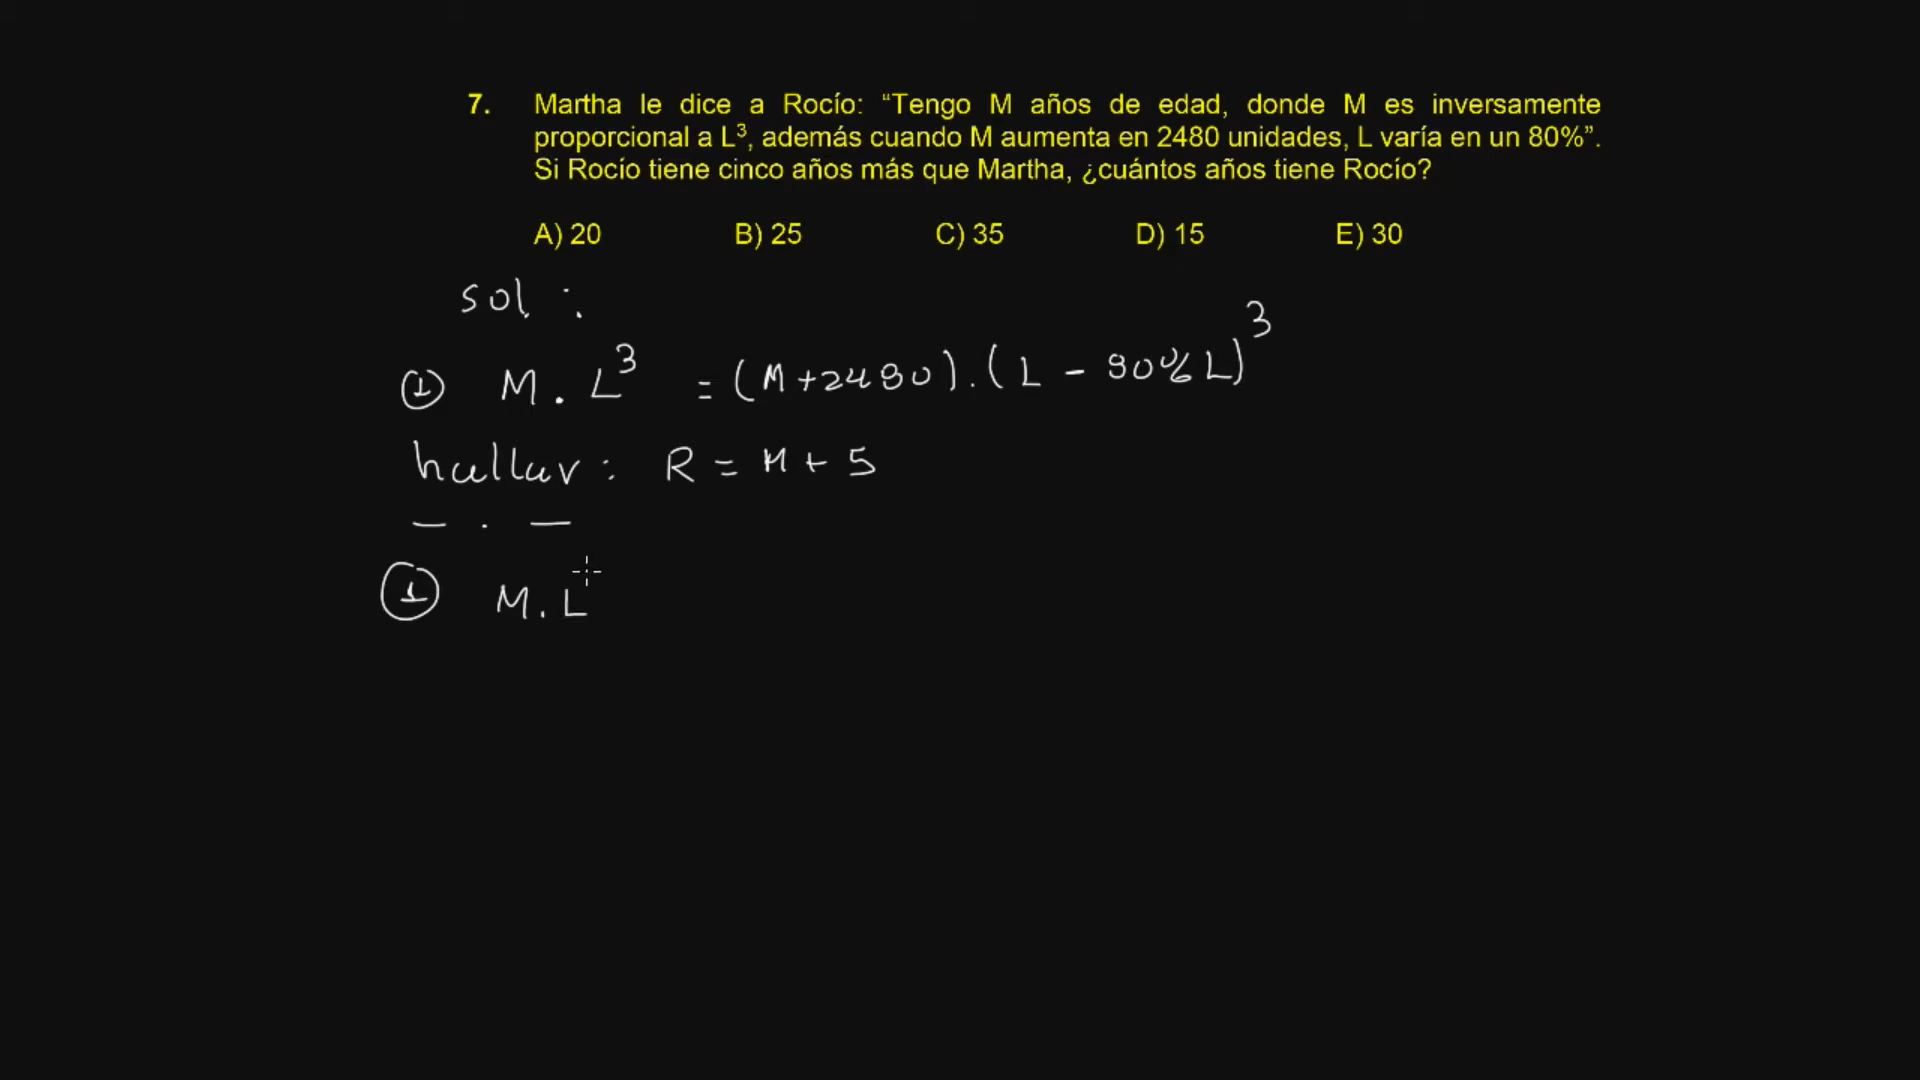 7. Martha le dice a Rocío: “Tengo M años de edad, donde M es inversamente
proporcional a L³, además cuando M aumenta en 2480 unidades, L varía en un 80%”.
Si Rocío tiene cinco años más que Martha, ¿cuántos años tiene Rocío?
A) 20 B) 25 C) 35 D) 15 E) 30
sol :
① M . L³ = (M+2480).(L - 80% L)³
hallar : R = M + 5
① M . L